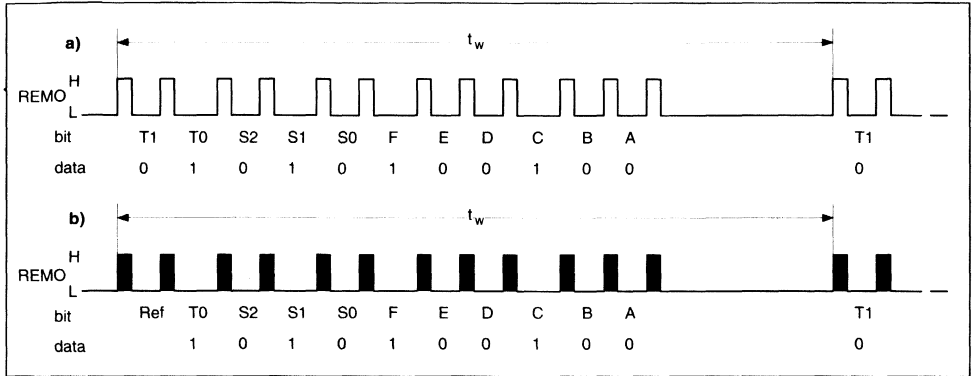 a) tw
H
REMO
L
bit T1 T0 S2 S1 S0 F E D C B A T1
data 0 1 0 1 0 1 0 0 1 0 0 0
b) tw
H
REMO
L
bit Ref T0 S2 S1 S0 F E D C B A T1
data 1 0 1 0 1 0 0 1 0 0 0